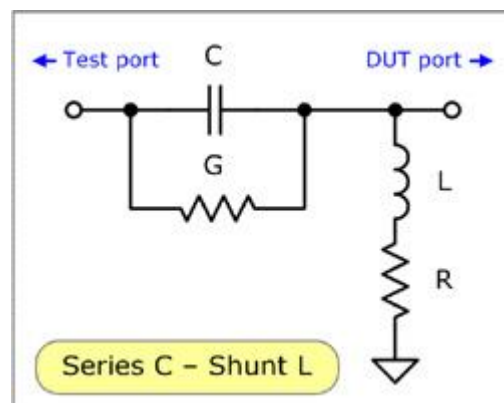 ← Test port
DUT port →
C
G
L
R
Series C – Shunt L